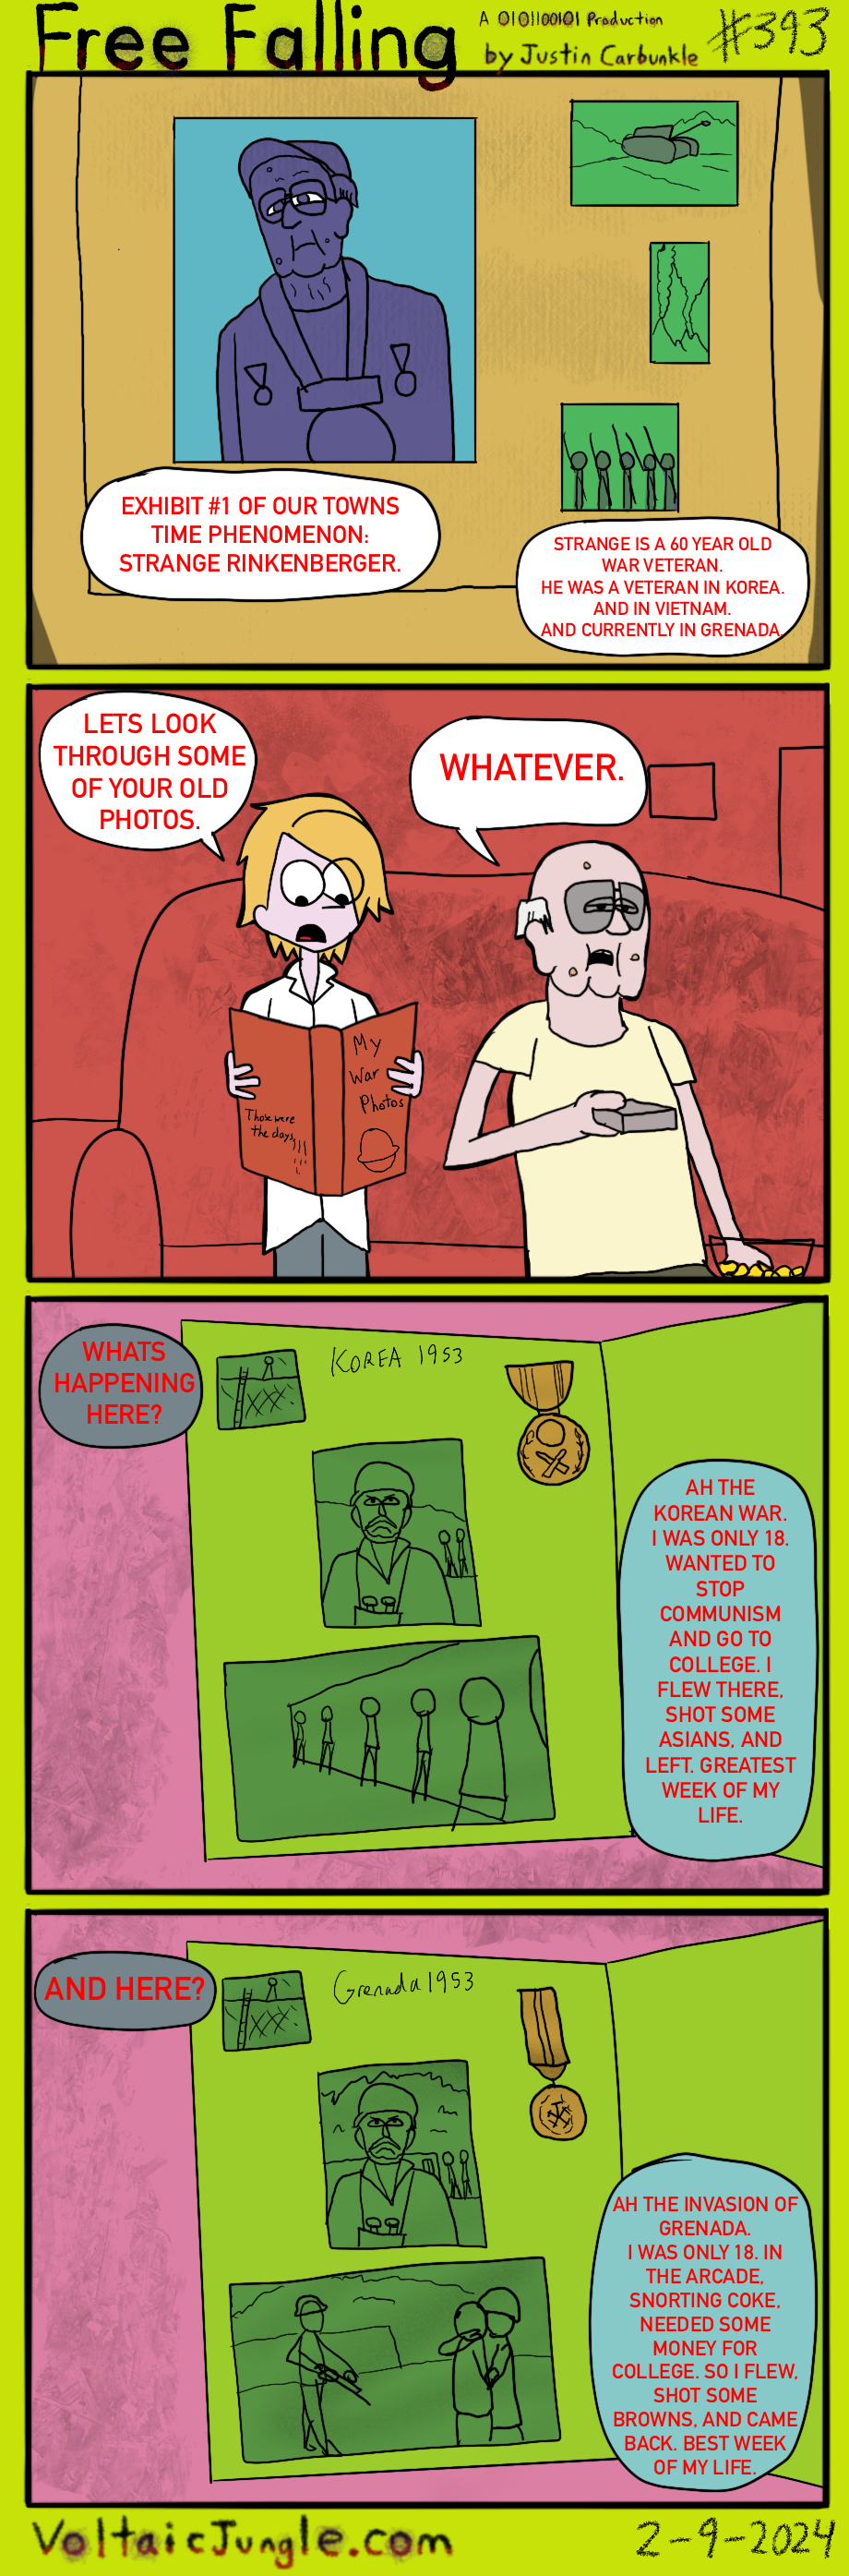 Free Falling
A 0101100101 Production
by Justin Carbunkle
#393
EXHIBIT #1 OF OUR TOWNS
TIME PHENOMENON:
STRANGE RINKENBERGER.
STRANGE IS A 60 YEAR OLD
WAR VETERAN.
HE WAS A VETERAN IN KOREA.
AND IN VIETNAM.
AND CURRENTLY IN GRENADA.
LETS LOOK
THROUGH SOME
OF YOUR OLD
PHOTOS.
WHATEVER.
My
War
Photos
Those were
the days!!!
WHATS
HAPPENING
HERE?
KOREA 1953
AH THE
KOREAN WAR.
I WAS ONLY 18.
WANTED TO
STOP
COMMUNISM
AND GO TO
COLLEGE. I
FLEW THERE,
SHOT SOME
ASIANS, AND
LEFT. GREATEST
WEEK OF MY
LIFE.
AND HERE?
Grenada 1953
AH THE INVASION OF
GRENADA.
I WAS ONLY 18. IN
THE ARCADE,
SNORTING COKE,
NEEDED SOME
MONEY FOR
COLLEGE. SO I FLEW,
SHOT SOME
BROWNS, AND CAME
BACK. BEST WEEK
OF MY LIFE.
VoltaicJungle.com
2-9-2024